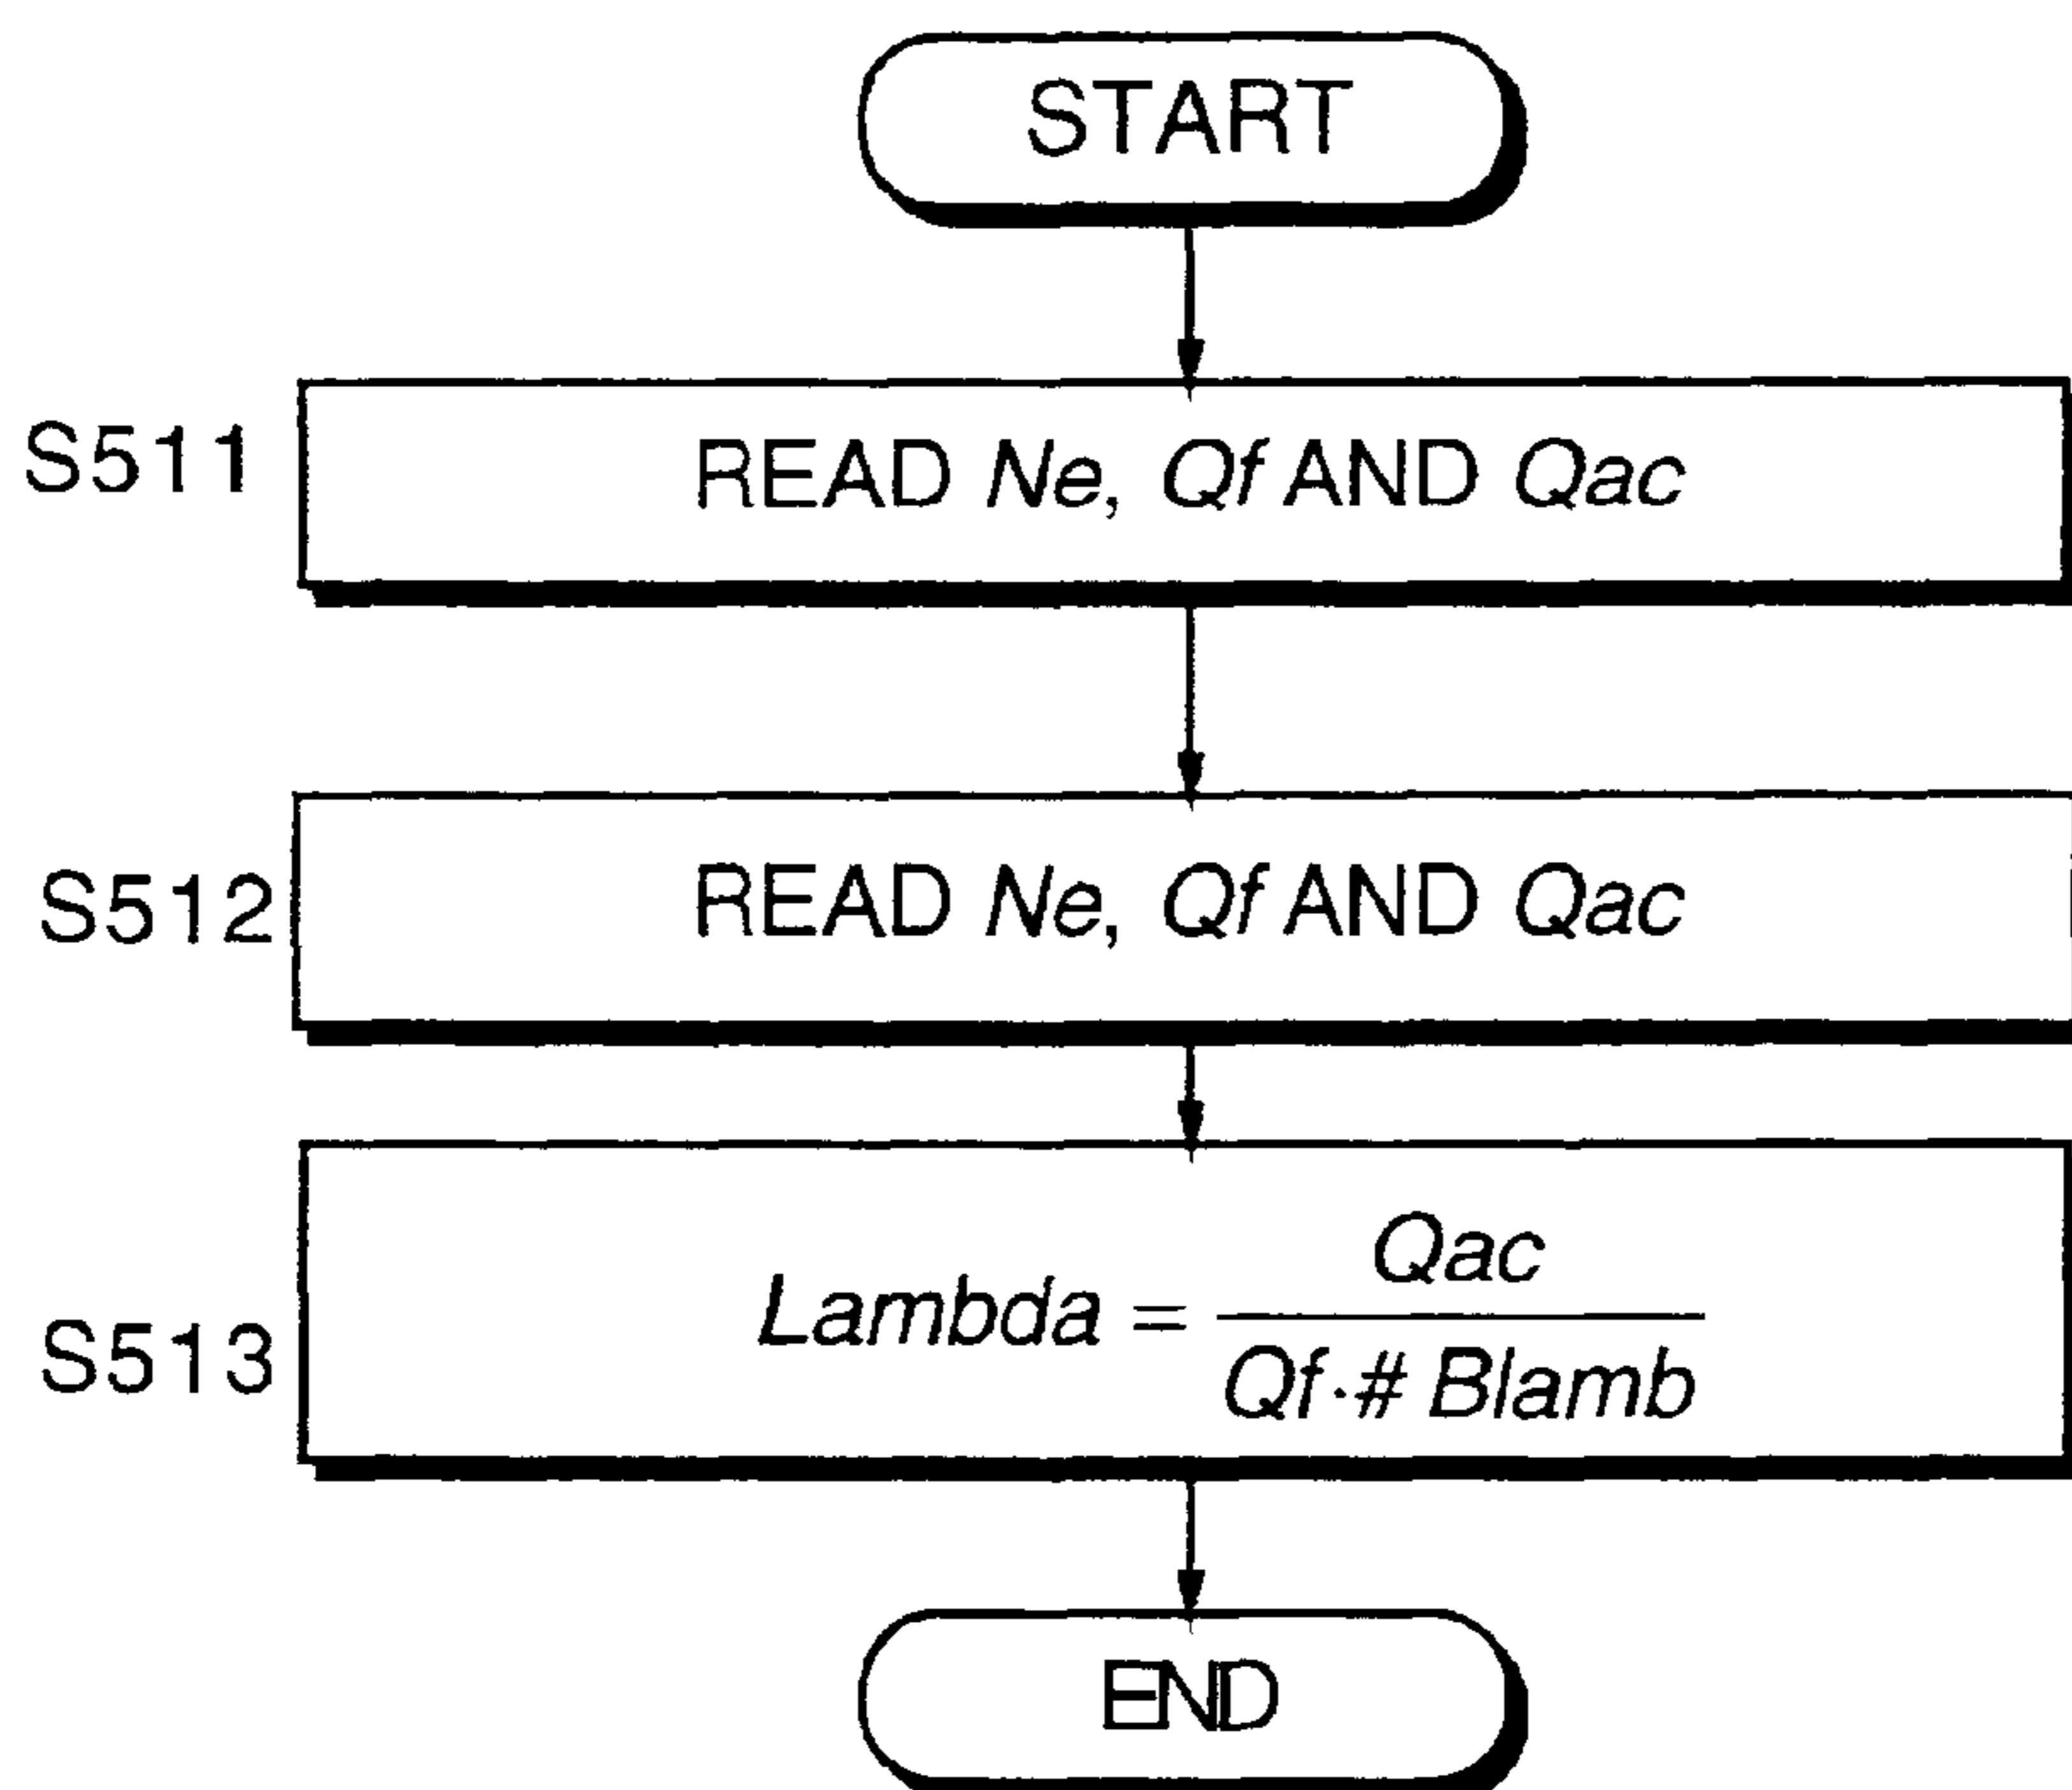 START
S511 READ Ne, Qf AND Qac
S512 READ Ne, Qf AND Qac
S513 Lambda = Qac
Qf·# Blamb
END